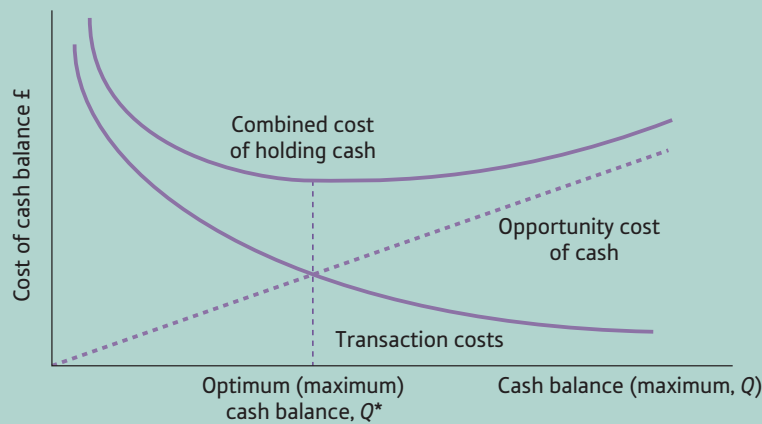 Cost of cash balance £
Combined cost
of holding cash
Opportunity cost
of cash
Transaction costs
Optimum (maximum)
cash balance, Q*
Cash balance (maximum, Q)